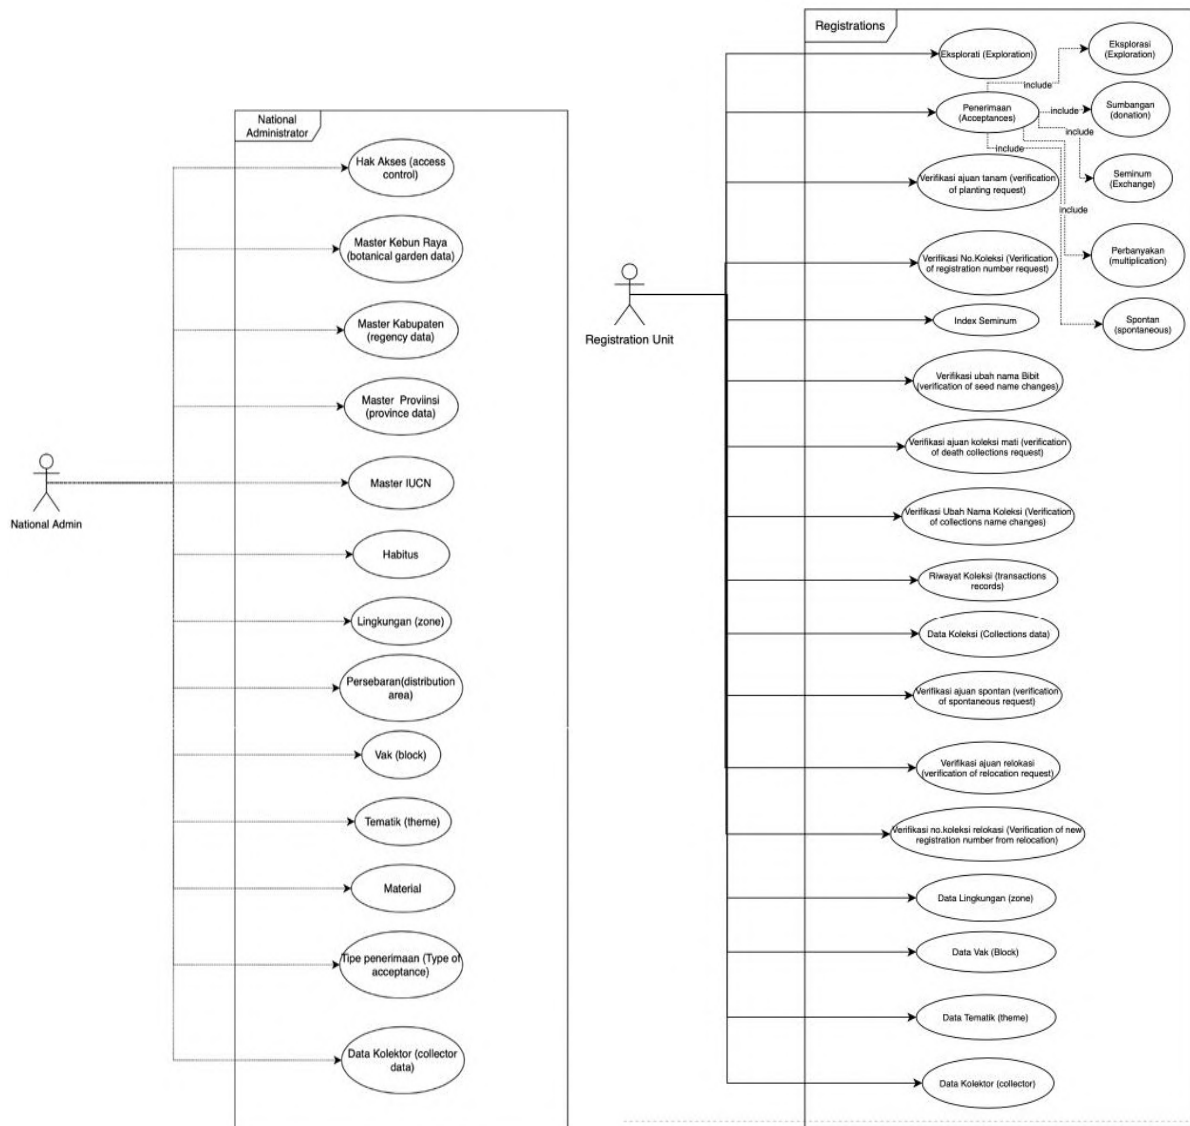 National
Administrator
Hak Akses (access
control)
Master Kebun Raya
(botanical garden data)
Master Kabupaten
(regency data)
Master Proviinsi
(province data)
Master IUCN
National Admin
Habitus
Lingkungan (zone)
Persebaran(distribution
area)
Vak (block)
Tematik (theme)
Material
Tipe penerimaan (Type of
acceptance)
Data Kolektor (collector
data)
Registrations
Eksplorati (Exploration)
Eksplorasi
(Exploration)
include
Penerimaan
(Acceptances)
include
Sumbangan
(donation)
include
include
Seminum
(Exchange)
Verifikasi ajuan tanam (verification
of planting request)
include
Perbanyakan
(multiplication)
Verifikasi No.Koleksi (Verification
of registration number request)
Spontan
(spontaneous)
Index Seminum
Registration Unit
Verifikasi ubah nama Bibit
(verification of seed name changes)
Verifikasi ajuan koleksi mati (verification
of death collections request)
Verifikasi Ubah Nama Koleksi (Verification
of collections name changes)
Riwayat Koleksi (transactions
records)
Data Koleksi (Collections data)
Verifikasi ajuan spontan (verification
of spontaneous request)
Verifikasi ajuan relokasi
(verification of relocation request)
Verifikasi no.koleksi relokasi (Verification of new
registration number from relocation)
Data Lingkungan (zone)
Data Vak (Block)
Data Tematik (theme)
Data Kolektor (collector)